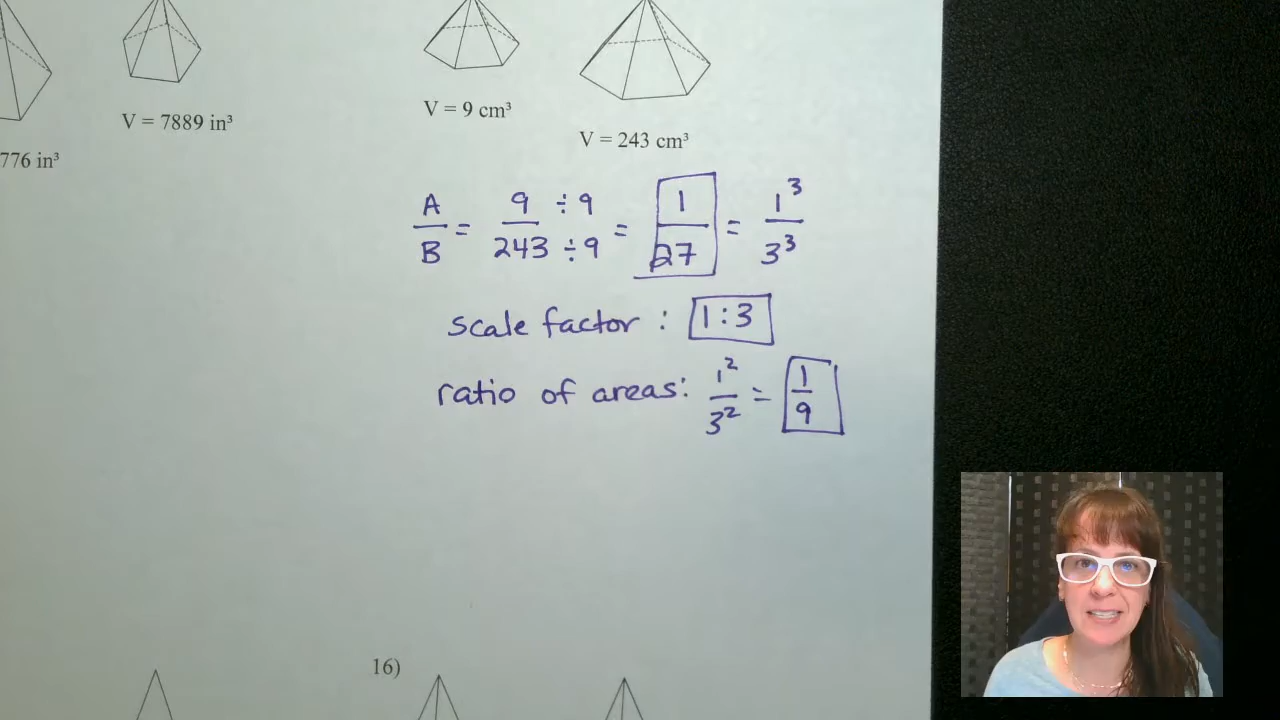 V = 7889 in³
776 in³
V = 9 cm³
V = 243 cm³
A/B = 9 ÷ 9/243 ÷ 9 = 1/27 = 1³/3³
scale factor : 1 : 3
ratio of areas: 1²/3² = 1/9
16)